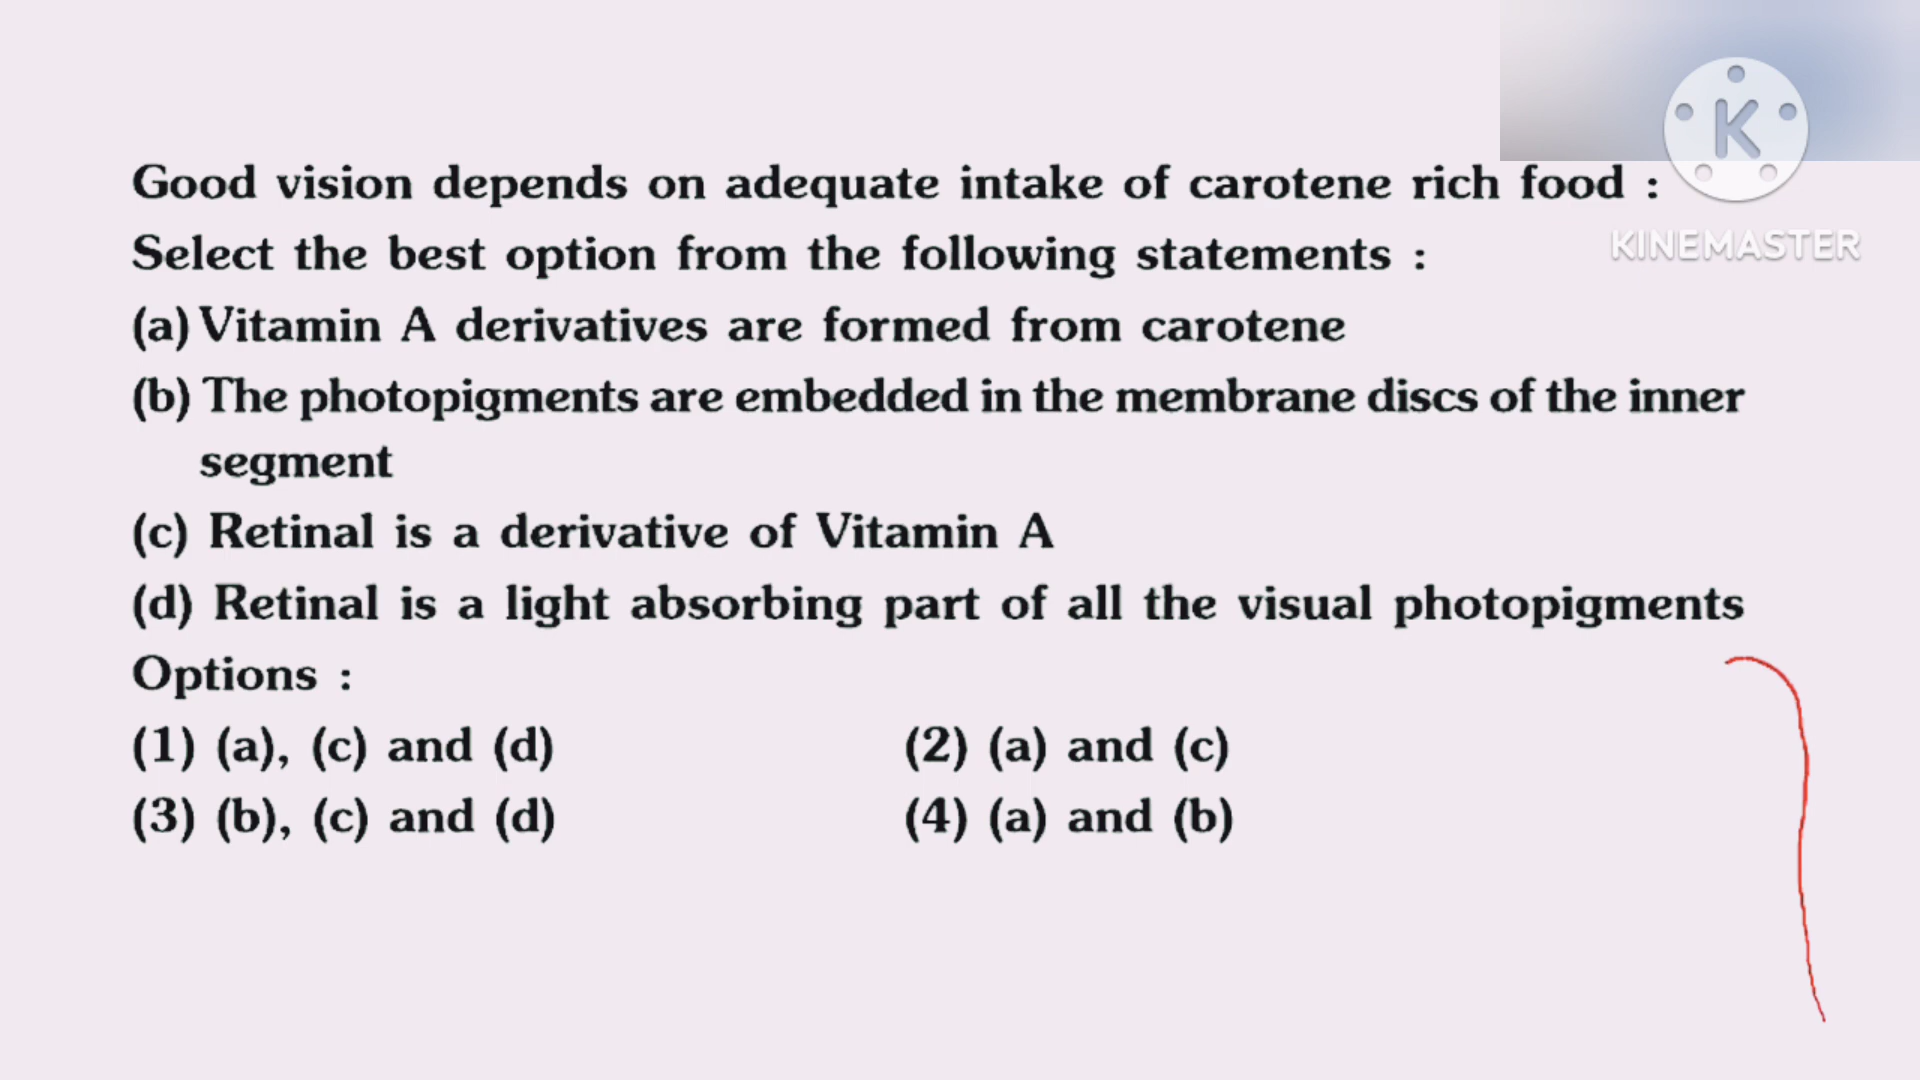 K
KINEMASTER
Good vision depends on adequate intake of carotene rich food :
Select the best option from the following statements :
(a) Vitamin A derivatives are formed from carotene
(b) The photopigments are embedded in the membrane discs of the inner
segment
(c) Retinal is a derivative of Vitamin A
(d) Retinal is a light absorbing part of all the visual photopigments
Options :
(1) (a), (c) and (d) (2) (a) and (c)
(3) (b), (c) and (d) (4) (a) and (b)